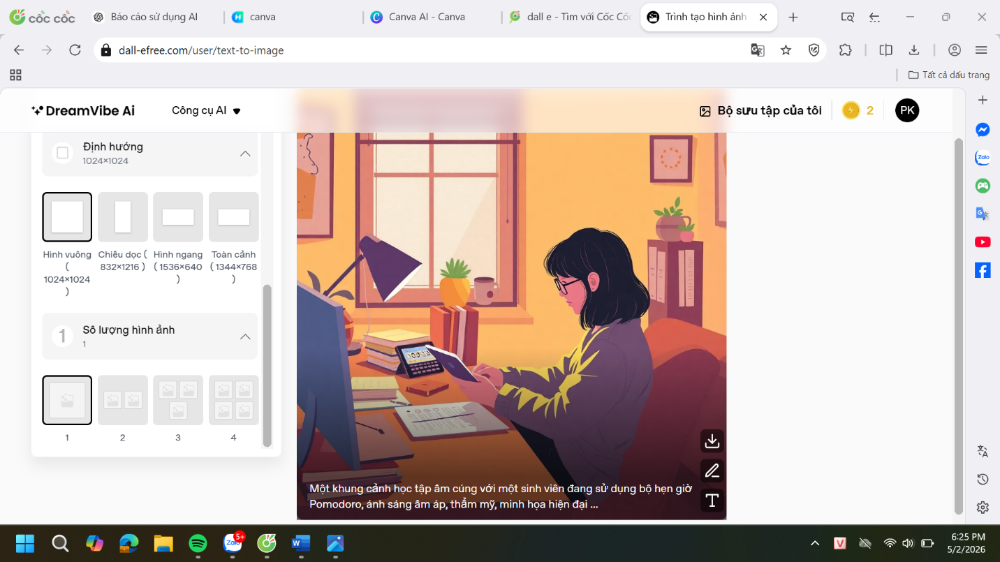 cốc cốc
Báo cáo sử dụng AI
canva
Canva AI - Canva
dall e - Tìm với Cốc Cốc
Trình tạo hình ảnh
dall-efree.com/user/text-to-image
Tất cả dấu trang
DreamVibe Ai
Công cụ AI
Bộ sưu tập của tôi
2
PK
Định hướng
1024×1024
Hình vuông
(
1024×1024
)
Chiều dọc (
832×1216 )
Hình ngang
( 1536×640
)
Toàn cảnh
( 1344×768
)
1
Số lượng hình ảnh
1
1
2
3
4
Một khung cảnh học tập ấm cúng với một sinh viên đang sử dụng bộ hẹn giờ
Pomodoro, ánh sáng ấm áp, thẩm mỹ, minh họa hiện đại ...
Zalo
Zalo
5+
V
6:25 PM
5/2/2026